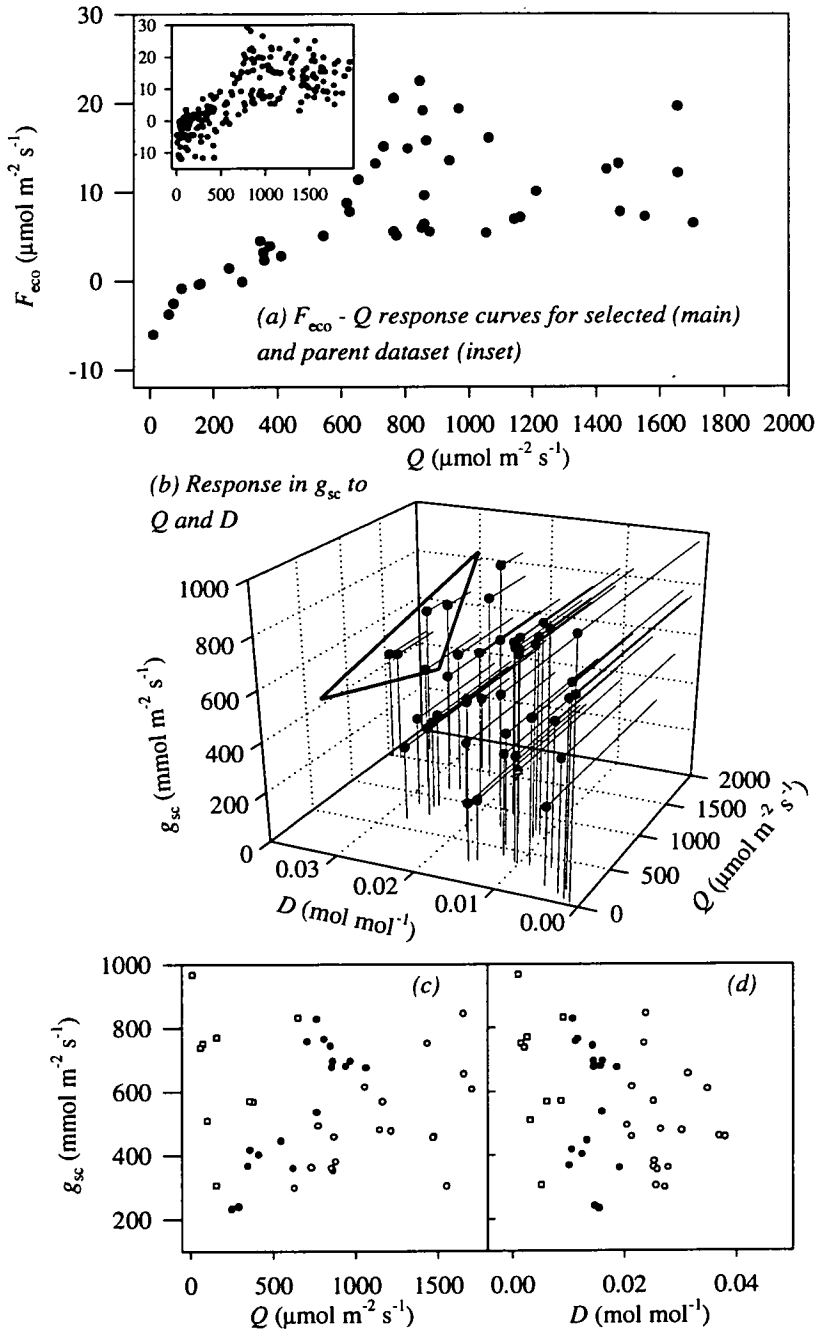 30
20
10
0
-10
F_eco (µmol m⁻² s⁻¹)
30
20
10
0
10
0 500 1000 1500
(a) F_eco - Q response curves for selected (main)
and parent dataset (inset)
0 200 400 600 800 1000 1200 1400 1600 1800 2000
Q (µmol m⁻² s⁻¹)
(b) Response in g_sc to
Q and D
1000
800
600
400
200
0
g_sc (mmol m⁻² s⁻¹)
0.03
0.02
0.01
0.00
D (mol mol⁻¹)
2000
1500
1000
500
0
Q (µmol m⁻² s⁻¹)
1000
800
600
400
200
g_sc (mmol m⁻² s⁻¹)
(c)
(d)
0 500 1000 1500
0.00 0.02 0.04
Q (µmol m⁻² s⁻¹)
D (mol mol⁻¹)